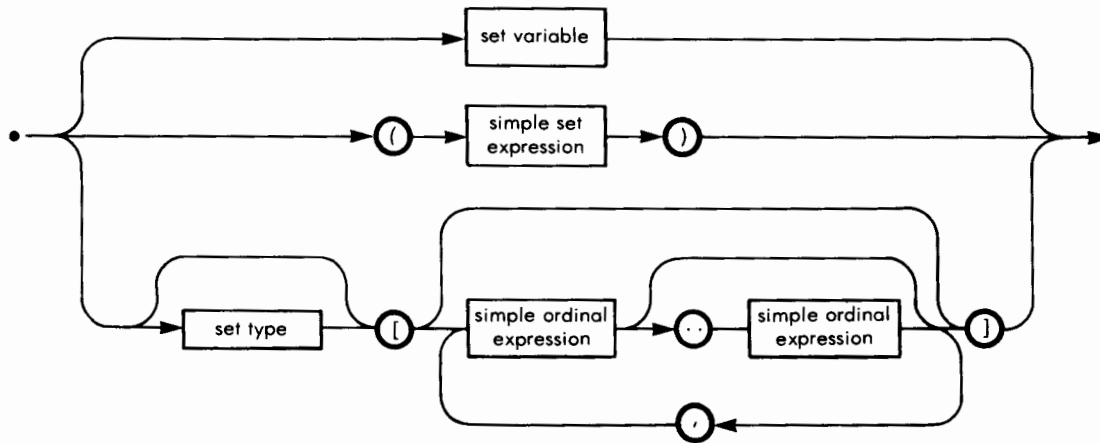 set variable
(
simple set
expression
)
set type
[
simple ordinal
expression
..
simple ordinal
expression
]
,